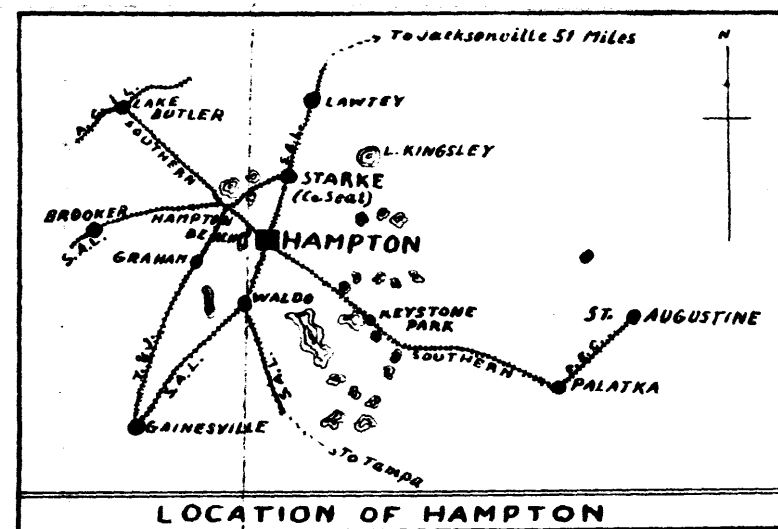 To Jacksonville 51 Miles
N
LAKE
BUTLER
LAWTEY
SOUTHERN
S.A.L.
L. KINGSLEY
STARKE
(Co Seat)
BROOKER
HAMPTON
BEACH
S.A.L.
HAMPTON
GRAHAM
WALDO
KEYSTONE
PARK
ST. AUGUSTINE
SOUTHERN
PALATKA
S.A.L.
S.A.L.
GAINESVILLE
To Tampa
LOCATION OF HAMPTON